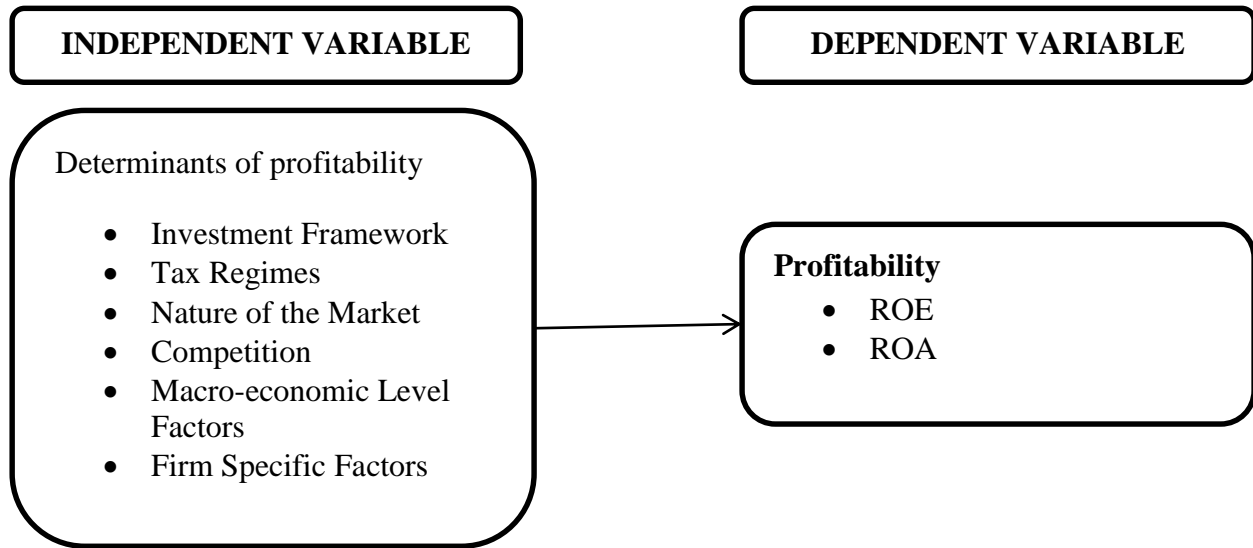 INDEPENDENT VARIABLE
DEPENDENT VARIABLE
Determinants of profitability
• Investment Framework
• Tax Regimes
• Nature of the Market
• Competition
• Macro-economic Level
Factors
• Firm Specific Factors
Profitability
• ROE
• ROA